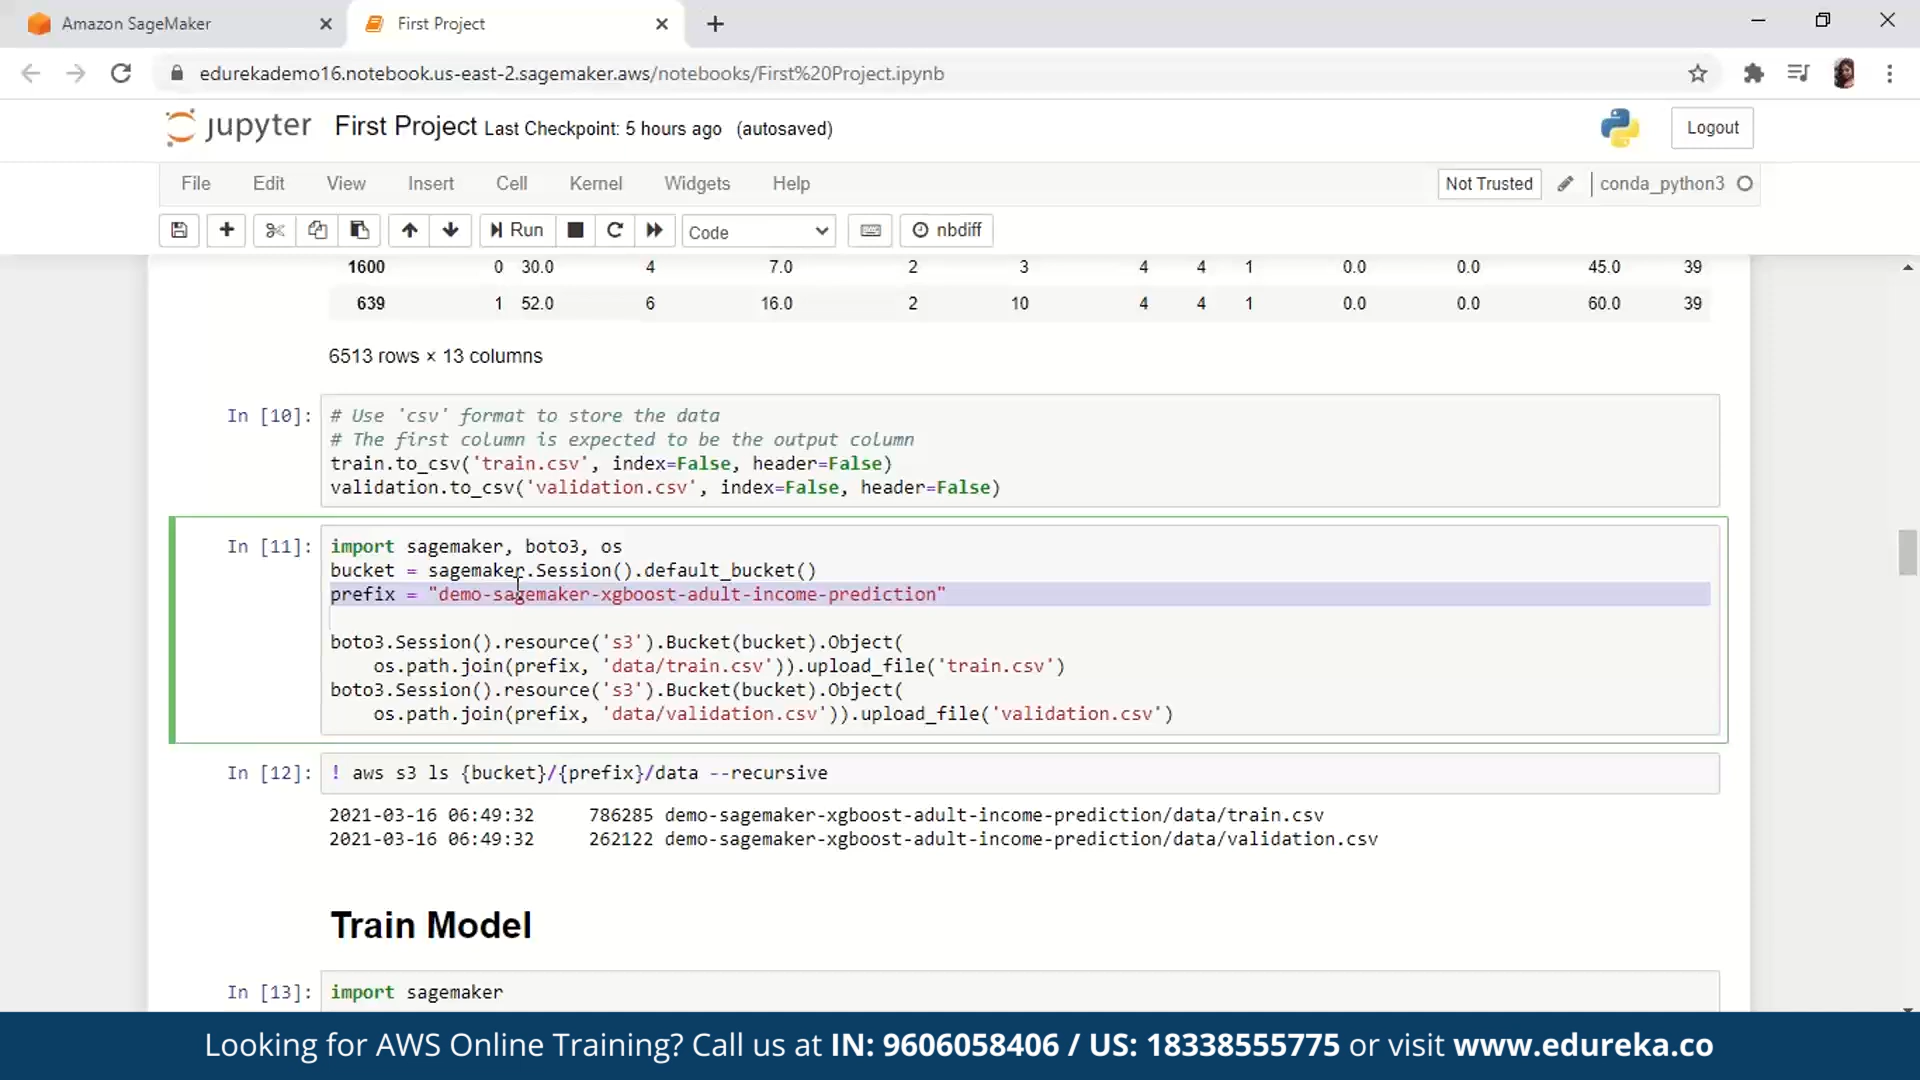 Amazon SageMaker
First Project
edurekademo16.notebook.us-east-2.sagemaker.aws/notebooks/First%20Project.ipynb
jupyter First Project Last Checkpoint: 5 hours ago (autosaved)
Logout
File Edit View Insert Cell Kernel Widgets Help
Not Trusted conda_python3
Run Code nbdiff
1600 0 30.0 4 7.0 2 3 4 4 1 0.0 0.0 45.0 39
639 1 52.0 6 16.0 2 10 4 4 1 0.0 0.0 60.0 39
6513 rows × 13 columns
In [10]: # Use 'csv' format to store the data
# The first column is expected to be the output column
train.to_csv('train.csv', index=False, header=False)
validation.to_csv('validation.csv', index=False, header=False)
In [11]: import sagemaker, boto3, os
bucket = sagemaker.Session().default_bucket()
prefix = "demo-sagemaker-xgboost-adult-income-prediction"
boto3.Session().resource('s3').Bucket(bucket).Object(
os.path.join(prefix, 'data/train.csv')).upload_file('train.csv')
boto3.Session().resource('s3').Bucket(bucket).Object(
os.path.join(prefix, 'data/validation.csv')).upload_file('validation.csv')
In [12]: ! aws s3 ls {bucket}/{prefix}/data --recursive
2021-03-16 06:49:32 786285 demo-sagemaker-xgboost-adult-income-prediction/data/train.csv
2021-03-16 06:49:32 262122 demo-sagemaker-xgboost-adult-income-prediction/data/validation.csv
Train Model
In [13]: import sagemaker
Looking for AWS Online Training? Call us at IN: 9606058406 / US: 18338555775 or visit www.edureka.co